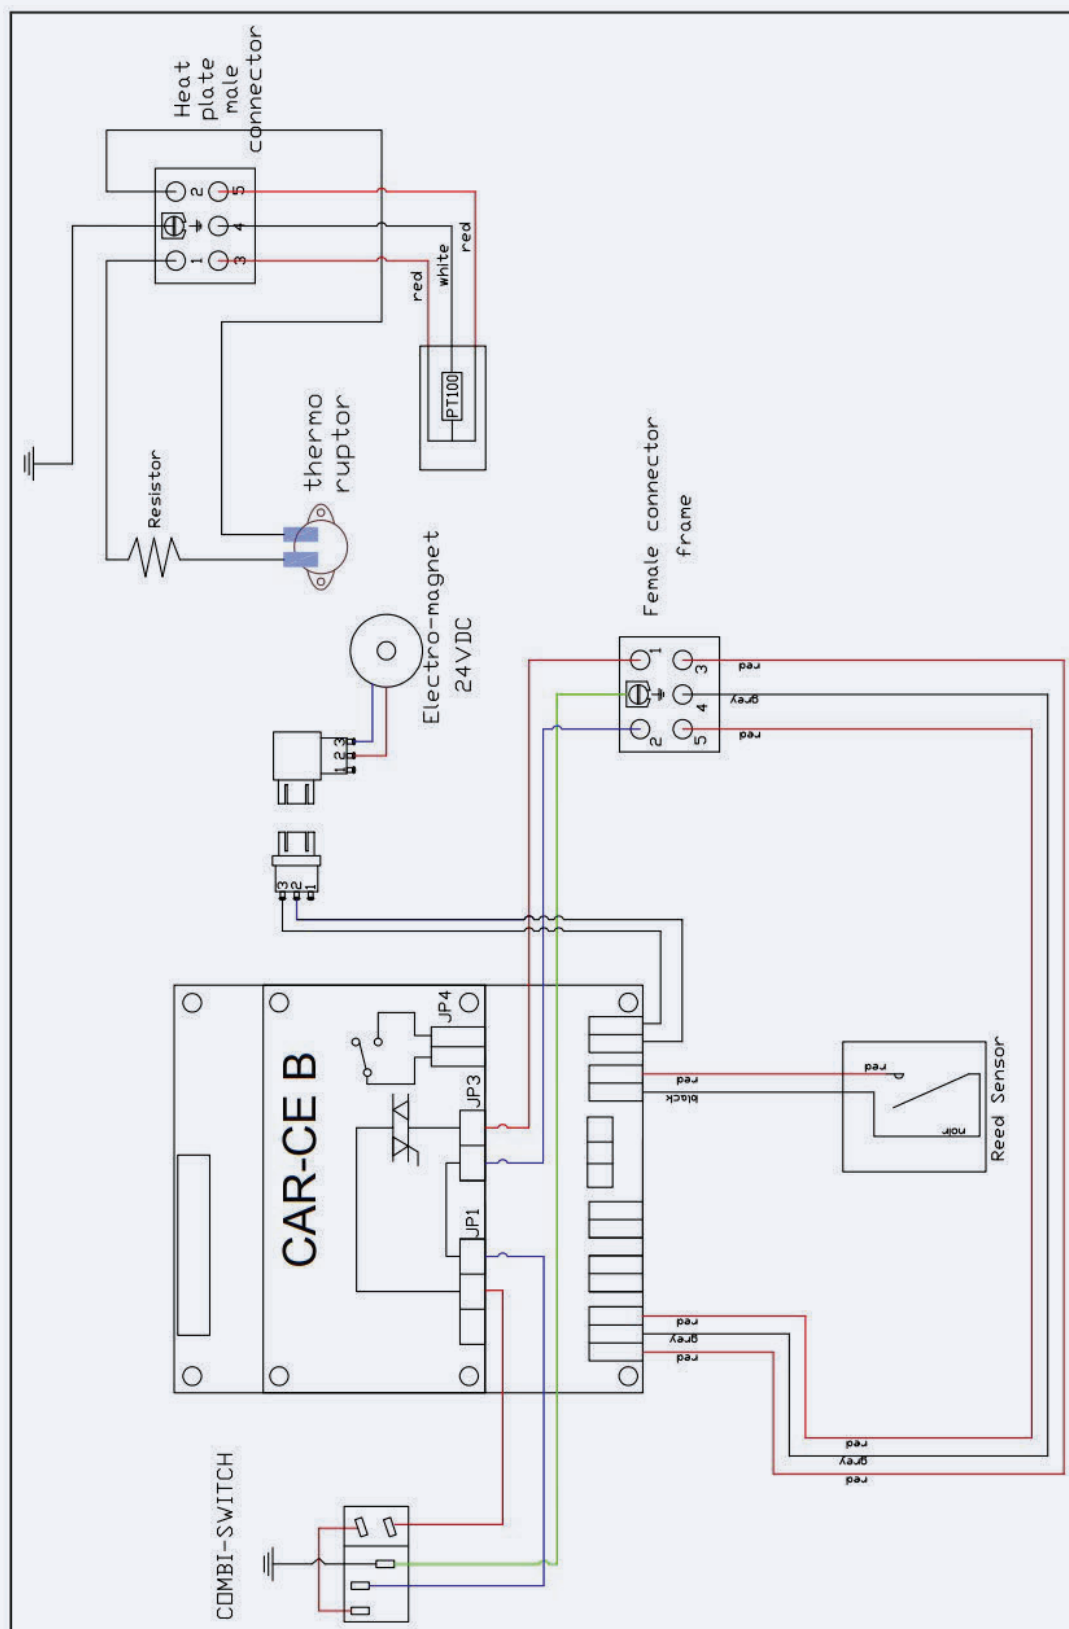 Heat
plate
male
connector
2
5
4
1
3
red
white
red
PT100
Resistor
thermo
ruptor
Electro-magnet
24VDC
1 2 3
3
2
1
Female connector
frame
1
3
4
2
5
red
grey
red
CAR-CE B
JP4
JP3
JP1
red
black
red
noir
Reed Sensor
red
grey
red
red
grey
red
COMBI-SWITCH